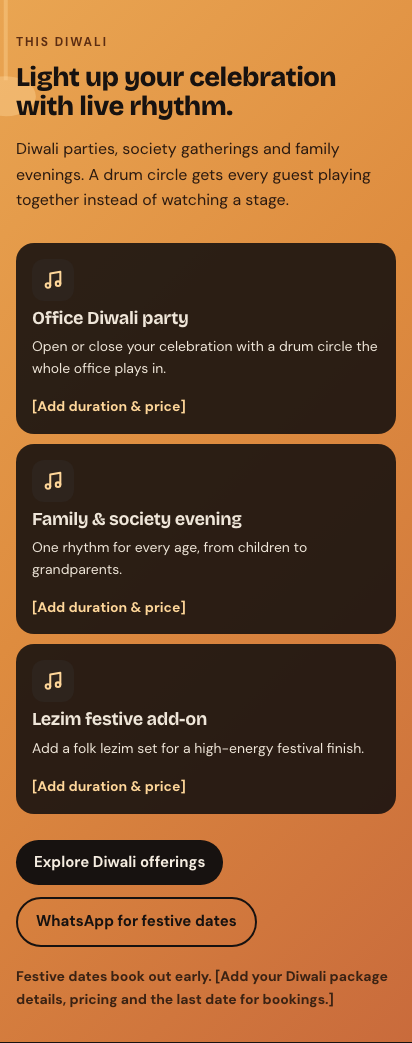 THIS DIWALI
Light up your celebration
with live rhythm.
Diwali parties, society gatherings and family
evenings. A drum circle gets every guest playing
together instead of watching a stage.
Office Diwali party
Open or close your celebration with a drum circle the
whole office plays in.
[Add duration & price]
Family & society evening
One rhythm for every age, from children to
grandparents.
[Add duration & price]
Lezim festive add-on
Add a folk lezim set for a high-energy festival finish.
[Add duration & price]
Explore Diwali offerings
WhatsApp for festive dates
Festive dates book out early. [Add your Diwali package
details, pricing and the last date for bookings.]